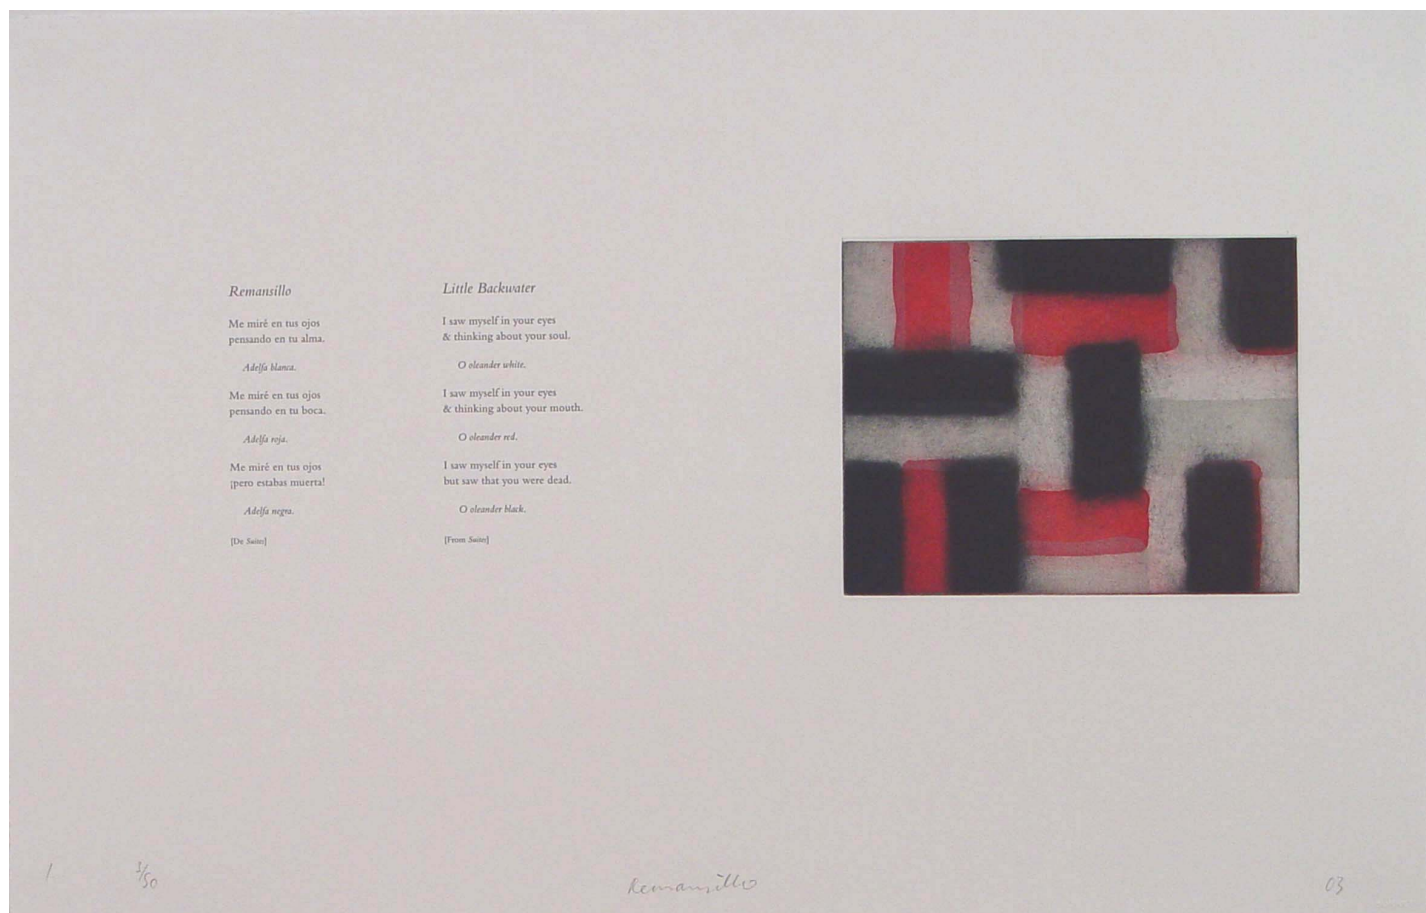 Remansillo
Me miré en tus ojos
pensando en tu alma.
Adelfa blanca.
Me miré en tus ojos
pensando en tu boca.
Adelfa roja.
Me miré en tus ojos
¡pero estabas muerta!
Adelfa negra.
[De Suites]
Little Backwater
I saw myself in your eyes
& thinking about your soul.
O oleander white.
I saw myself in your eyes
& thinking about your mouth.
O oleander red.
I saw myself in your eyes
but saw that you were dead.
O oleander black.
[From Suites]
1
/50
Remansillo
03